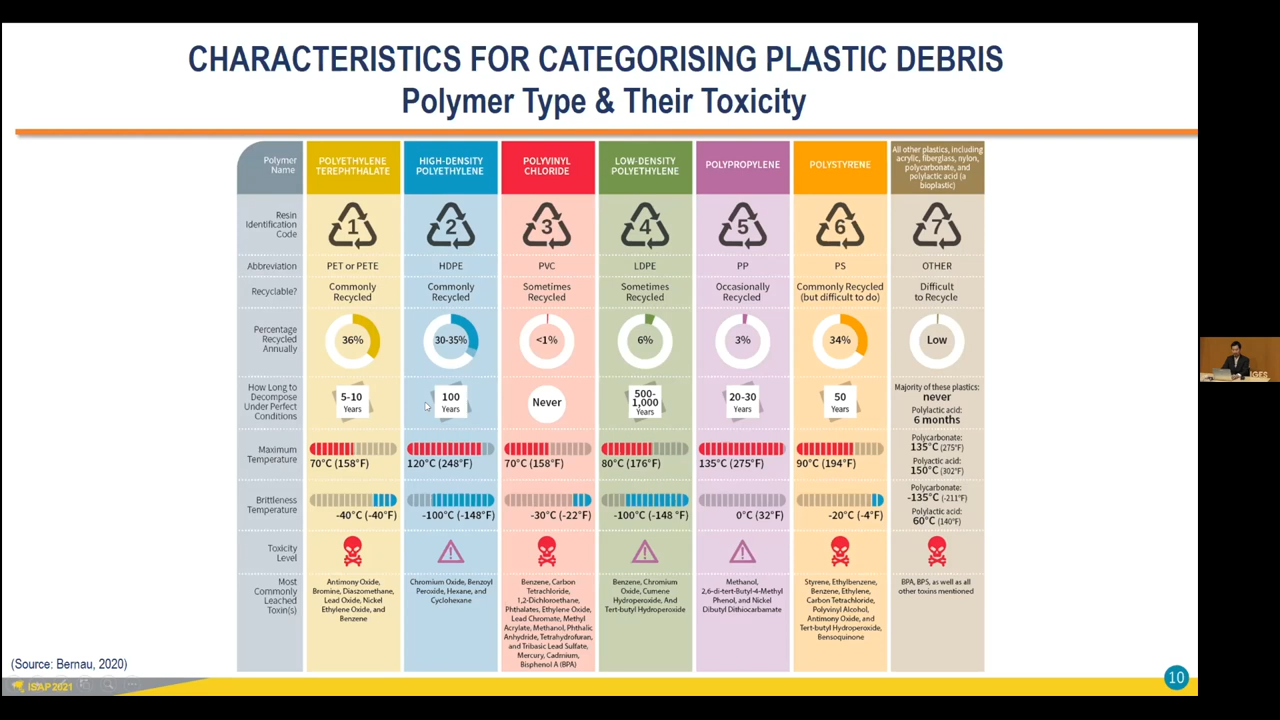 CHARACTERISTICS FOR CATEGORISING PLASTIC DEBRIS
Polymer Type & Their Toxicity
Polymer
Name
POLYETHYLENE
TEREPHTHALATE
HIGH-DENSITY
POLYETHYLENE
POLYVINYL
CHLORIDE
LOW-DENSITY
POLYETHYLENE
POLYPROPYLENE
POLYSTYRENE
All other plastics, including
acrylic, fiberglass, nylon,
polycarbonate, and
polylactic acid (a
bioplastic)
Resin
Identification
Code
1
2
3
4
5
6
7
Abbreviation
PET or PETE
HDPE
PVC
LDPE
PP
PS
OTHER
Recyclable?
Commonly
Recycled
Commonly
Recycled
Sometimes
Recycled
Sometimes
Recycled
Occasionally
Recycled
Commonly Recycled
(but difficult to do)
Difficult
to Recycle
Percentage
Recycled
Annually
36%
30-35%
<1%
6%
3%
34%
Low
How Long to
Decompose
Under Perfect
Conditions
5-10
Years
100
Years
Never
500-
1,000
Years
20-30
Years
50
Years
Majority of these plastics:
never
Polylactic acid:
6 months
Maximum
Temperature
70°C (158°F)
120°C (248°F)
70°C (158°F)
80°C (176°F)
135°C (275°F)
90°C (194°F)
Polycarbonate:
135°C (275°F)
Polyactic acid:
150°C (302°F)
Brittleness
Temperature
-40°C (-40°F)
-100°C (-148°F)
-30°C (-22°F)
-100°C (-148 °F)
0°C (32°F)
-20°C (-4°F)
Polycarbonate:
-135°C (-211°F)
Polylactic acid:
60°C (140°F)
Toxicity
Level
Most
Commonly
Leached
Toxin(s)
Antimony Oxide,
Bromine, Diazomethane,
Lead Oxide, Nickel
Ethylene Oxide, and
Benzene
Chromium Oxide, Benzoyl
Peroxide, Hexane, and
Cyclohexane
Benzene, Carbon
Tetrachloride,
1,2-Dichloroethane,
Phthalates, Ethylene Oxide,
Lead Chromate, Methyl
Acrylate, Methanol, Phthalic
Anhydride, Tetrahydrofuran,
and Tribasic Lead Sulfate,
Mercury, Cadmium,
Bisphenol A (BPA)
Benzene, Chromium
Oxide, Cumene
Hydroperoxide, And
Tert-butyl Hydroperoxide
Methanol,
2,6-di-tert-Butyl-4-Methyl
Phenol, and Nickel
Dibutyl Dithiocarbamate
Styrene, Ethylbenzene,
Benzene, Ethylene,
Carbon Tetrachloride,
Polyvinyl Alcohol,
Antimony Oxide, and
Tert-butyl Hydroperoxide,
Bensoquinone
BPA, BPS, as well as all
other toxins mentioned
(Source: Bernau, 2020)
ISAP2021
10